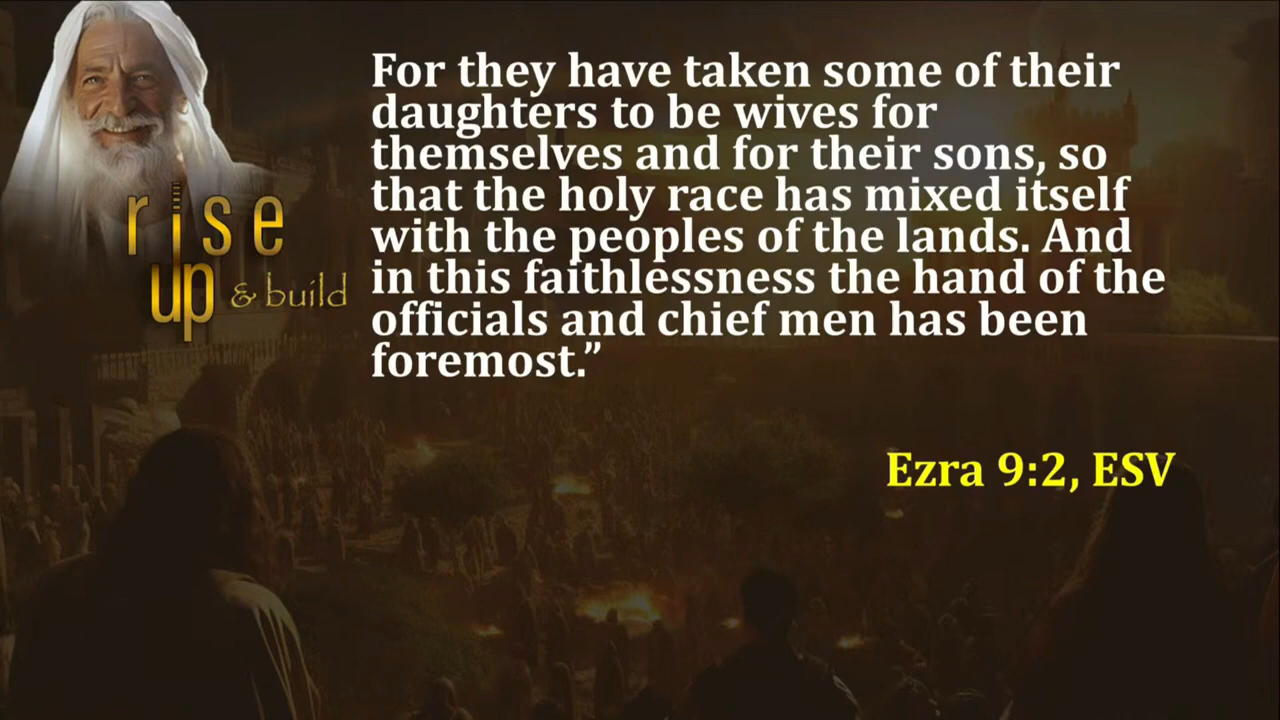 rise
up & build
For they have taken some of their
daughters to be wives for
themselves and for their sons, so
that the holy race has mixed itself
with the peoples of the lands. And
in this faithlessness the hand of the
officials and chief men has been
foremost.”
Ezra 9:2, ESV